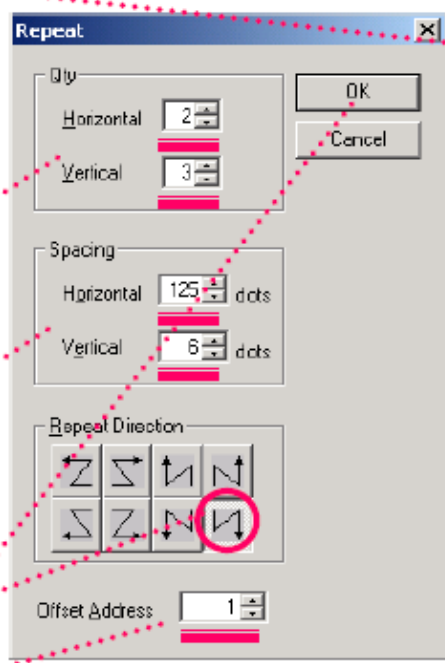 Repeat
Qty
Horizontal 2
Vertical 3
OK
Cancel
Spacing
Horizontal 125 dots
Vertical 6 dots
Repeat Direction
Offset Address 1